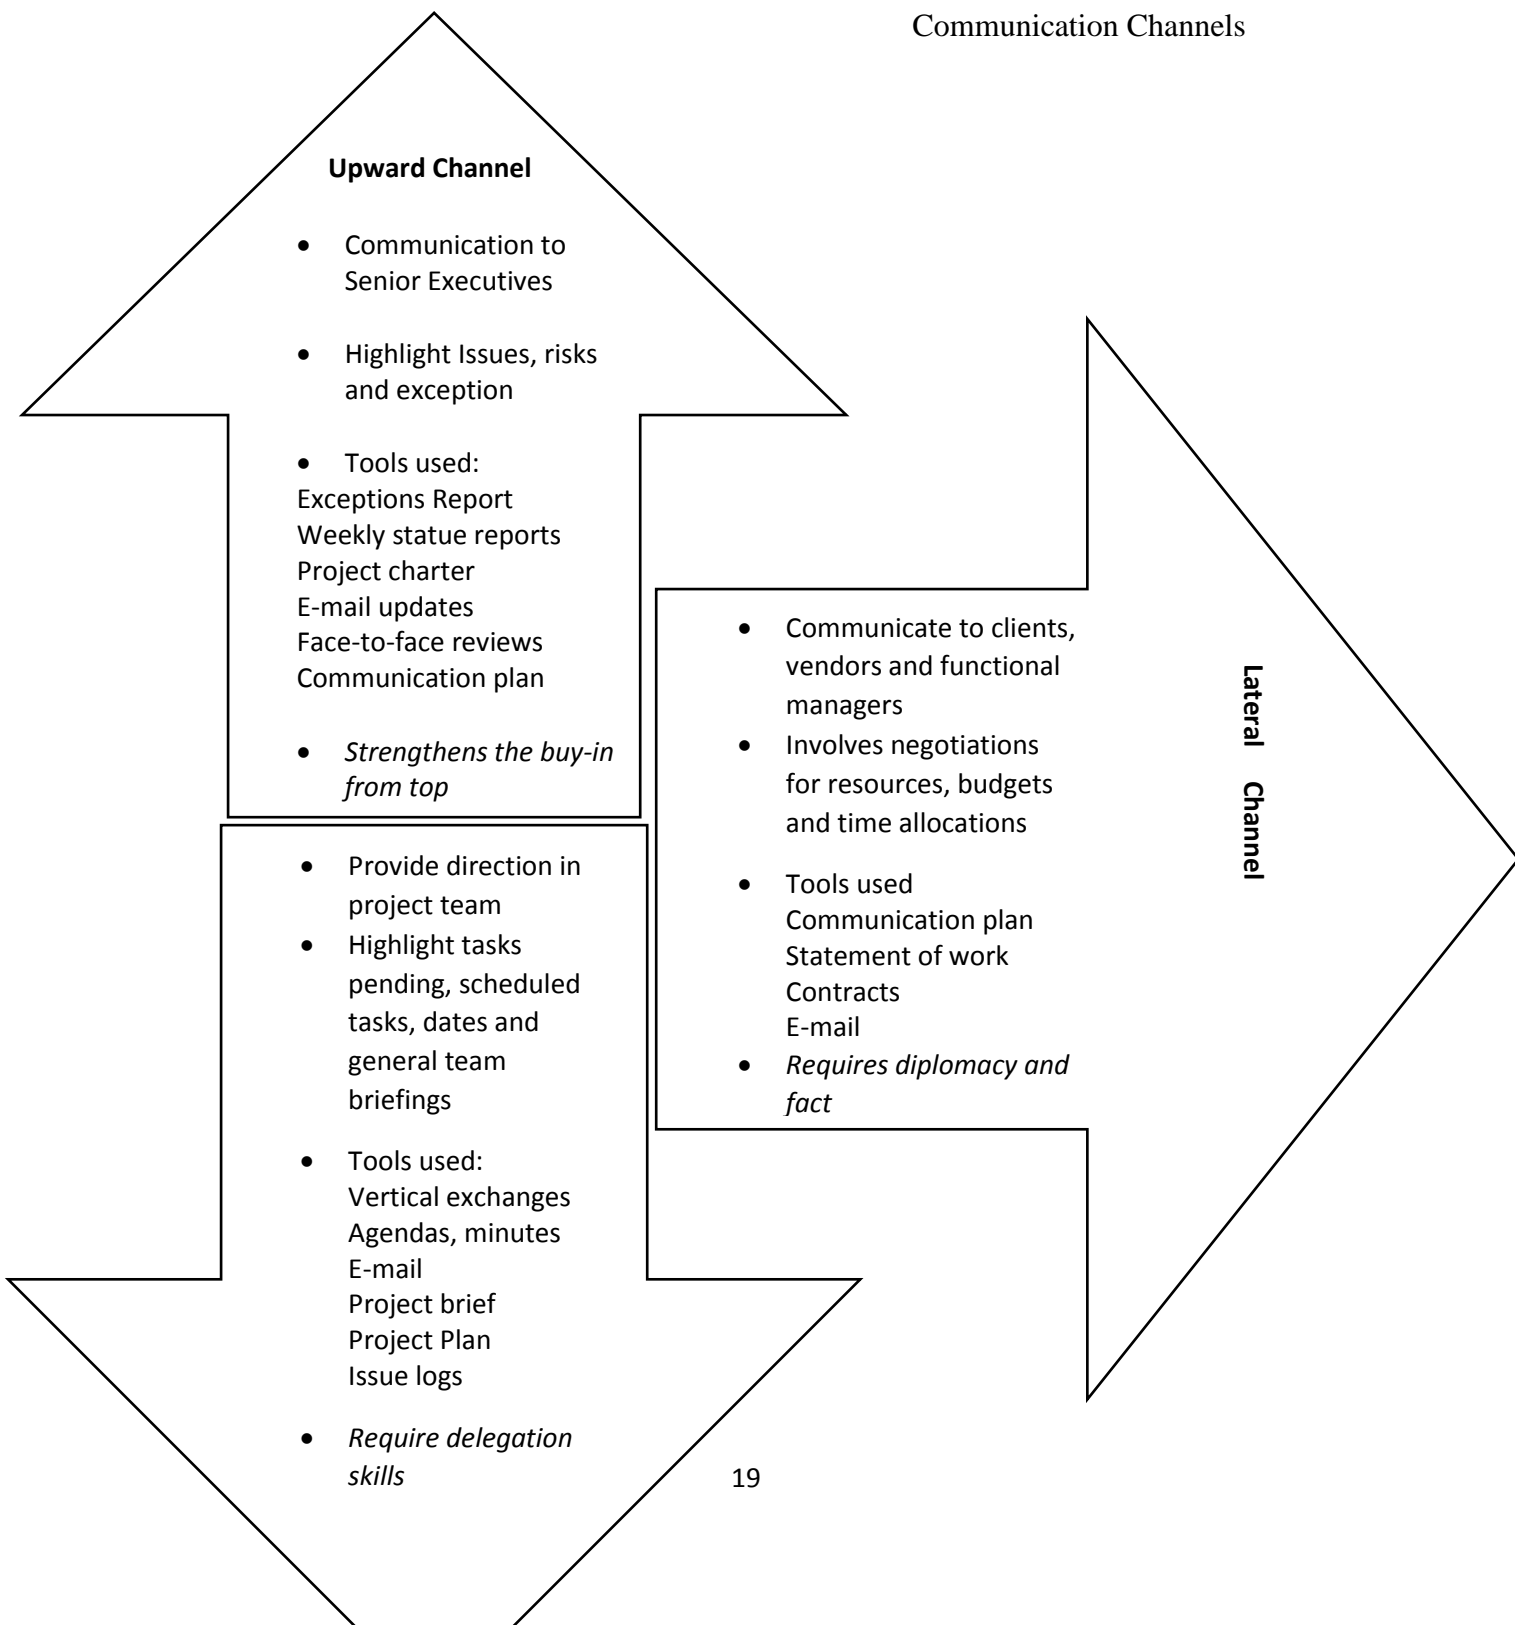 Communication Channels
Upward Channel
• Communication to
Senior Executives
• Highlight Issues, risks
and exception
• Tools used:
Exceptions Report
Weekly statue reports
Project charter
E-mail updates
Face-to-face reviews
Communication plan
• Strengthens the buy-in
from top
• Communicate to clients,
vendors and functional
managers
• Involves negotiations
for resources, budgets
and time allocations
• Tools used
Communication plan
Statement of work
Contracts
E-mail
• Requires diplomacy and
fact
Lateral Channel
• Provide direction in
project team
• Highlight tasks
pending, scheduled
tasks, dates and
general team
briefings
• Tools used:
Vertical exchanges
Agendas, minutes
E-mail
Project brief
Project Plan
Issue logs
• Require delegation
skills
19